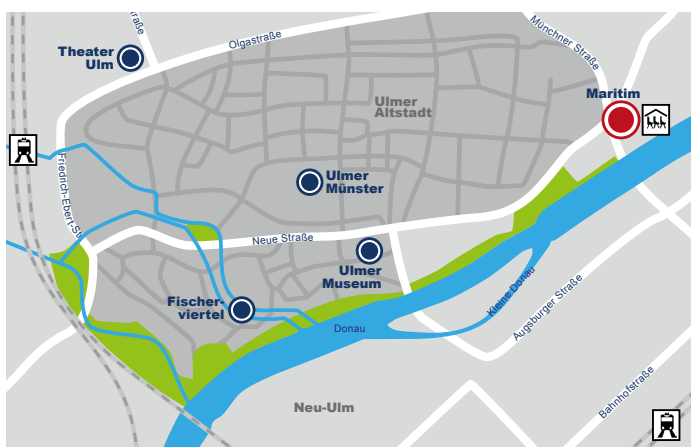 straße
Münchner Straße
Olgastraße
Theater
Ulm
Maritim
Ulmer
Altstadt
Friedrich-Ebert-Str.
Ulmer
Münster
Neue Straße
Ulmer
Museum
Fischer-
viertel
Donau
Kleine Donau
Augsburger Straße
Bahnhofstraße
Neu-Ulm